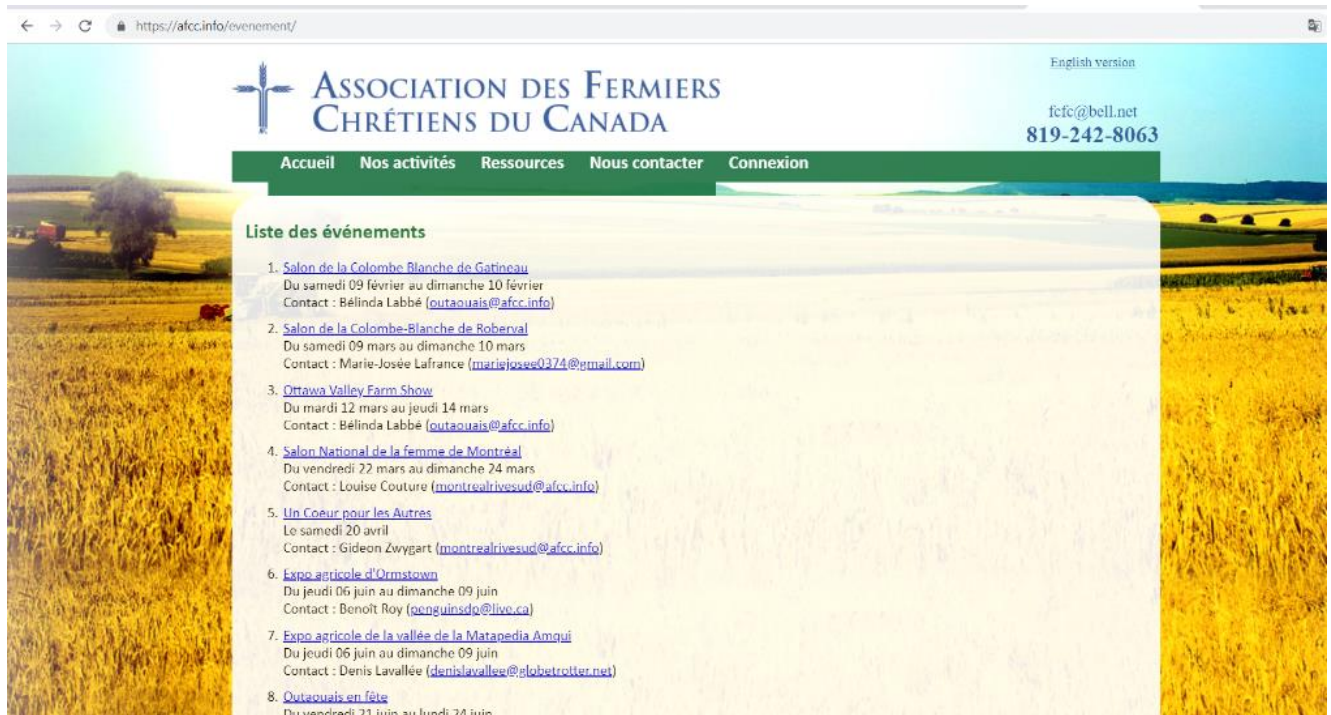 https://afcc.info/evenement/
English version
ASSOCIATION DES FERMIERS
CHRÉTIENS DU CANADA
fcfc@bell.net
819-242-8063
Accueil Nos activités Ressources Nous contacter Connexion
Liste des événements
1. Salon de la Colombe Blanche de Gatineau
Du samedi 09 février au dimanche 10 février
Contact : Bélinda Labbé (outaouais@afcc.info)
2. Salon de la Colombe-Blanche de Roberval
Du samedi 09 mars au dimanche 10 mars
Contact : Marie-Josée Lafrance (mariejosee0374@gmail.com)
3. Ottawa Valley Farm Show
Du mardi 12 mars au jeudi 14 mars
Contact : Bélinda Labbé (outaouais@afcc.info)
4. Salon National de la femme de Montréal
Du vendredi 22 mars au dimanche 24 mars
Contact : Louise Couture (montrealrivesud@afcc.info)
5. Un Coeur pour les Autres
Le samedi 20 avril
Contact : Gideon Zwygart (montrealrivesud@afcc.info)
6. Expo agricole d'Ormstown
Du jeudi 06 juin au dimanche 09 juin
Contact : Benoît Roy (penguinsdp@live.ca)
7. Expo agricole de la vallée de la Matapedia Amqui
Du jeudi 06 juin au dimanche 09 juin
Contact : Denis Lavallée (denislavallee@globetrotter.net)
8. Outaouais en fête
Du vendredi 21 juin au lundi 24 juin